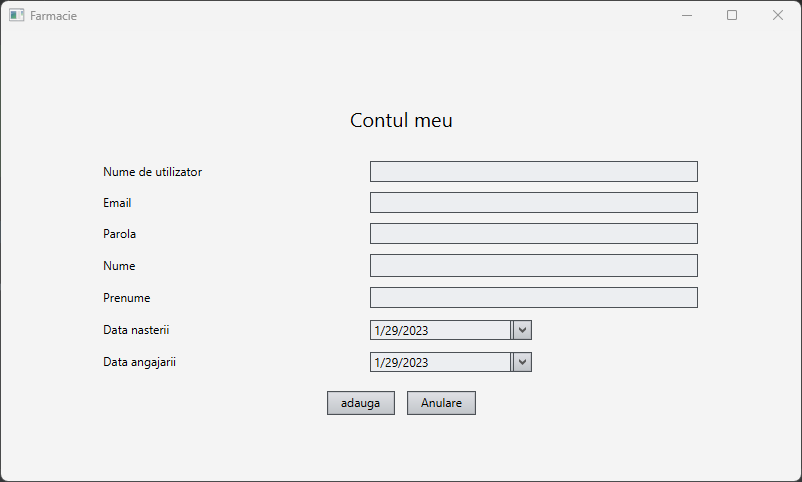 Farmacie
Contul meu
Nume de utilizator
Email
Parola
Nume
Prenume
Data nasterii 1/29/2023
Data angajarii 1/29/2023
adauga Anulare